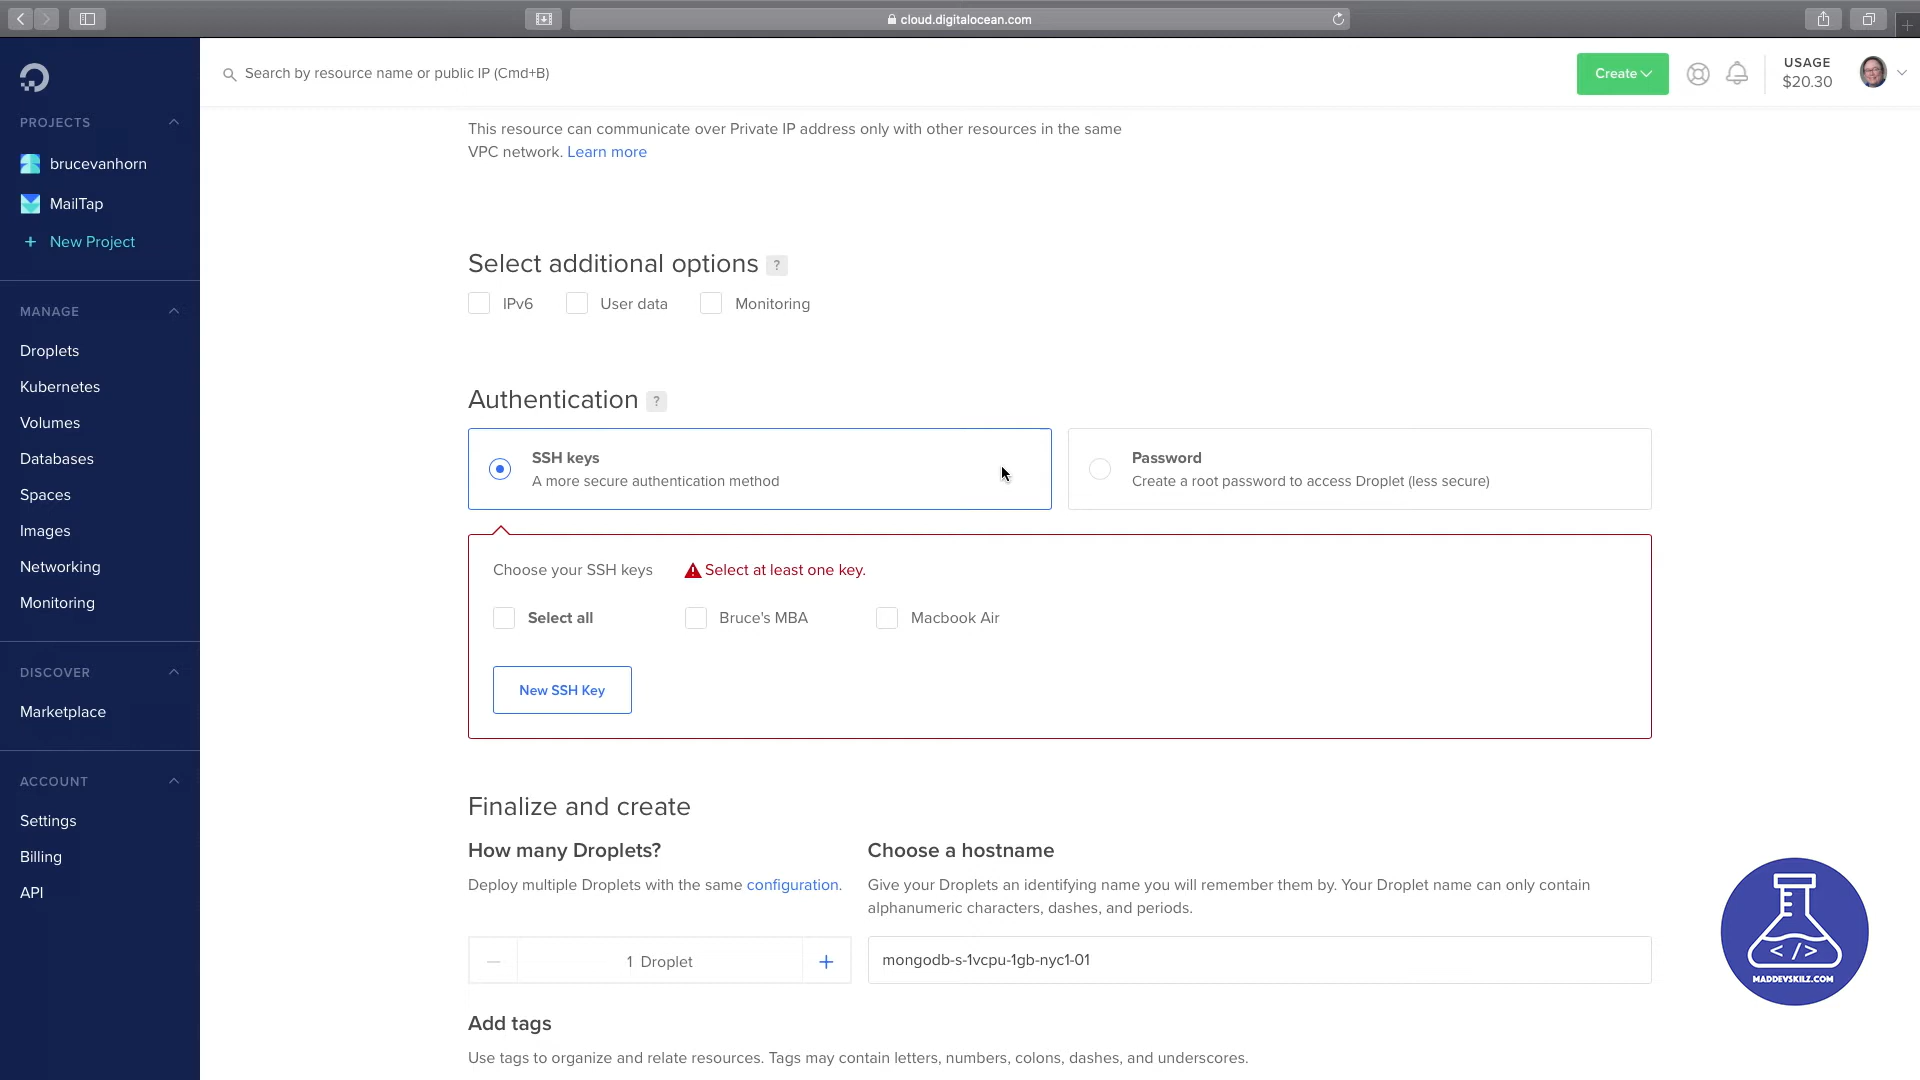 cloud.digitalocean.com
Search by resource name or public IP (Cmd+B)
Create
USAGE
$20.30
PROJECTS
brucevanhorn
MailTap
+ New Project
MANAGE
Droplets
Kubernetes
Volumes
Databases
Spaces
Images
Networking
Monitoring
DISCOVER
Marketplace
ACCOUNT
Settings
Billing
API
This resource can communicate over Private IP address only with other resources in the same
VPC network. Learn more
Select additional options ?
IPv6 User data Monitoring
Authentication ?
SSH keys
A more secure authentication method
Password
Create a root password to access Droplet (less secure)
Choose your SSH keys Select at least one key.
Select all Bruce's MBA Macbook Air
New SSH Key
Finalize and create
How many Droplets?
Deploy multiple Droplets with the same configuration.
1 Droplet
Choose a hostname
Give your Droplets an identifying name you will remember them by. Your Droplet name can only contain
alphanumeric characters, dashes, and periods.
mongodb-s-1vcpu-1gb-nyc1-01
Add tags
Use tags to organize and relate resources. Tags may contain letters, numbers, colons, dashes, and underscores.
</>
MADDEVSKILZ.COM